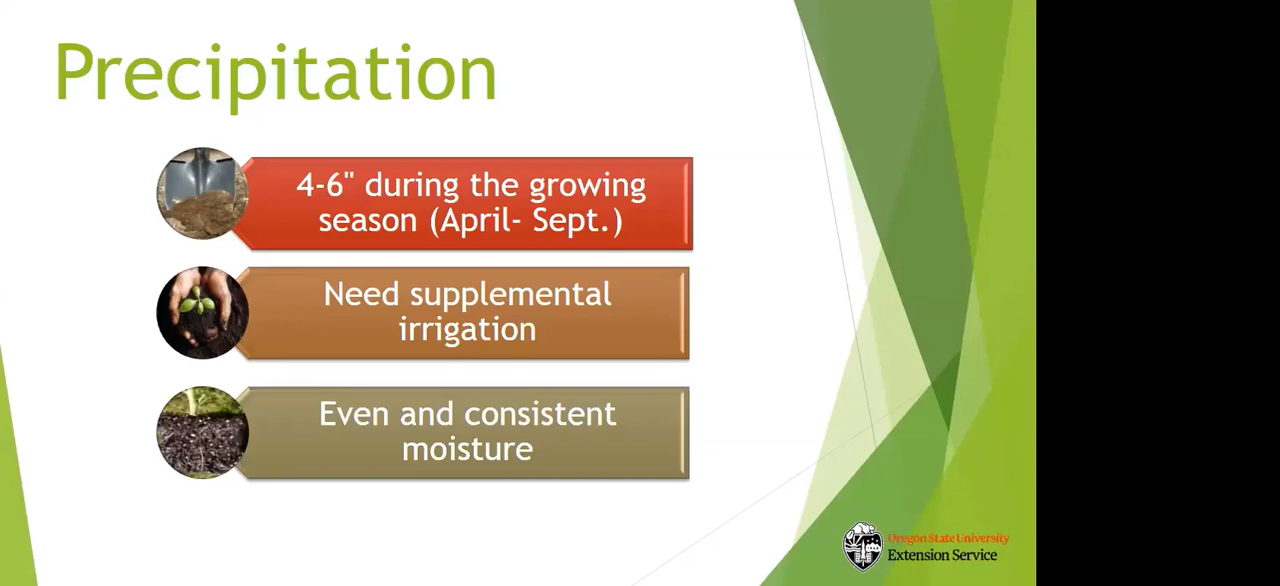 Precipitation
4-6" during the growing
season (April- Sept.)
Need supplemental
irrigation
Even and consistent
moisture
Oregon State University
Extension Service